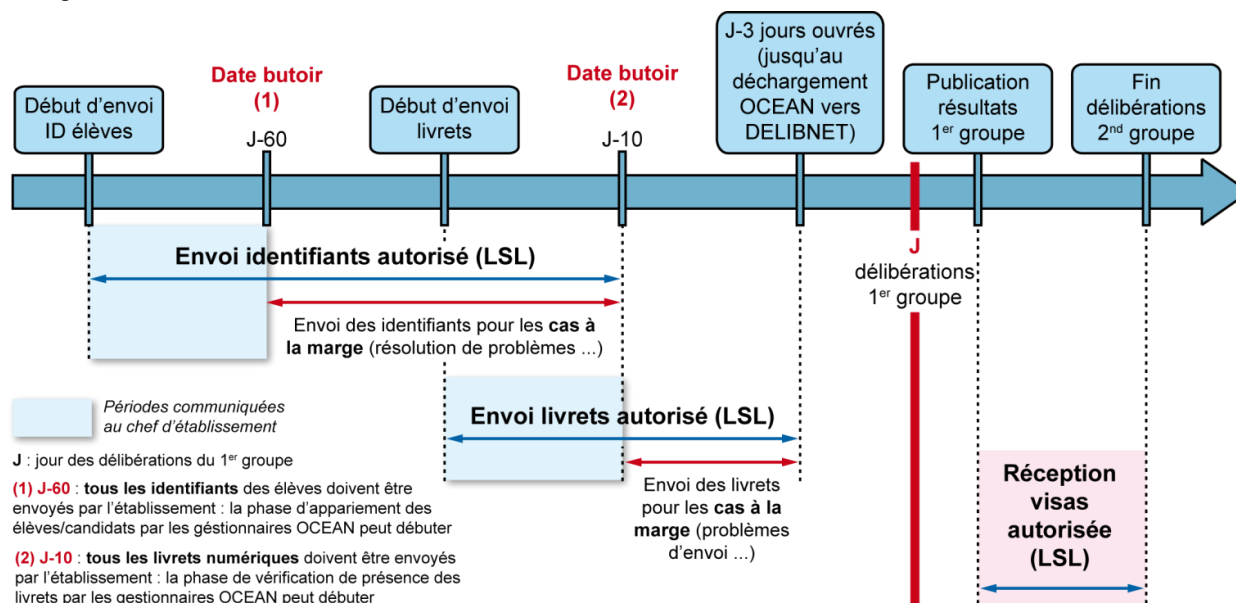 Début d'envoi
ID élèves
Date butoir
(1)
J-60
Début d'envoi
livrets
Date butoir
(2)
J-10
J-3 jours ouvrés
(jusqu'au
déchargement
OCEAN vers
DELIBNET)
Publication
résultats
1er groupe
Fin
délibérations
2nd groupe
Envoi identifiants autorisé (LSL)
Envoi des identifiants pour les cas à
la marge (résolution de problèmes ...)
J
délibérations
1er groupe
Envoi livrets autorisé (LSL)
Envoi des livrets
pour les cas à la
marge (problèmes
d'envoi ...)
Réception
visas
autorisée
(LSL)
Périodes communiquées
au chef d'établissement
J : jour des délibérations du 1er groupe
(1) J-60 : tous les identifiants des élèves doivent être
envoyés par l'établissement : la phase d'appariement des
élèves/candidats par les géstionnaires OCEAN peut débuter
(2) J-10 : tous les livrets numériques doivent être envoyés
par l'établissement : la phase de vérification de présence des
livrets par les gestionnaires OCEAN peut débuter